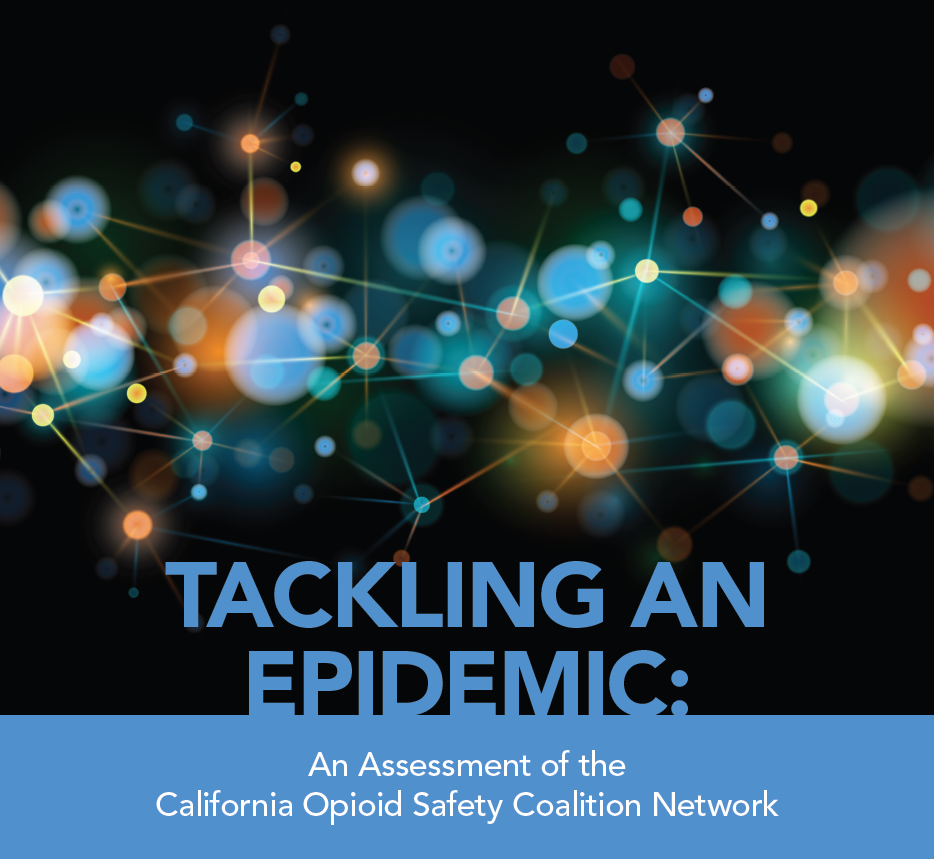 TACKLING AN
EPIDEMIC:
An Assessment of the
California Opioid Safety Coalition Network